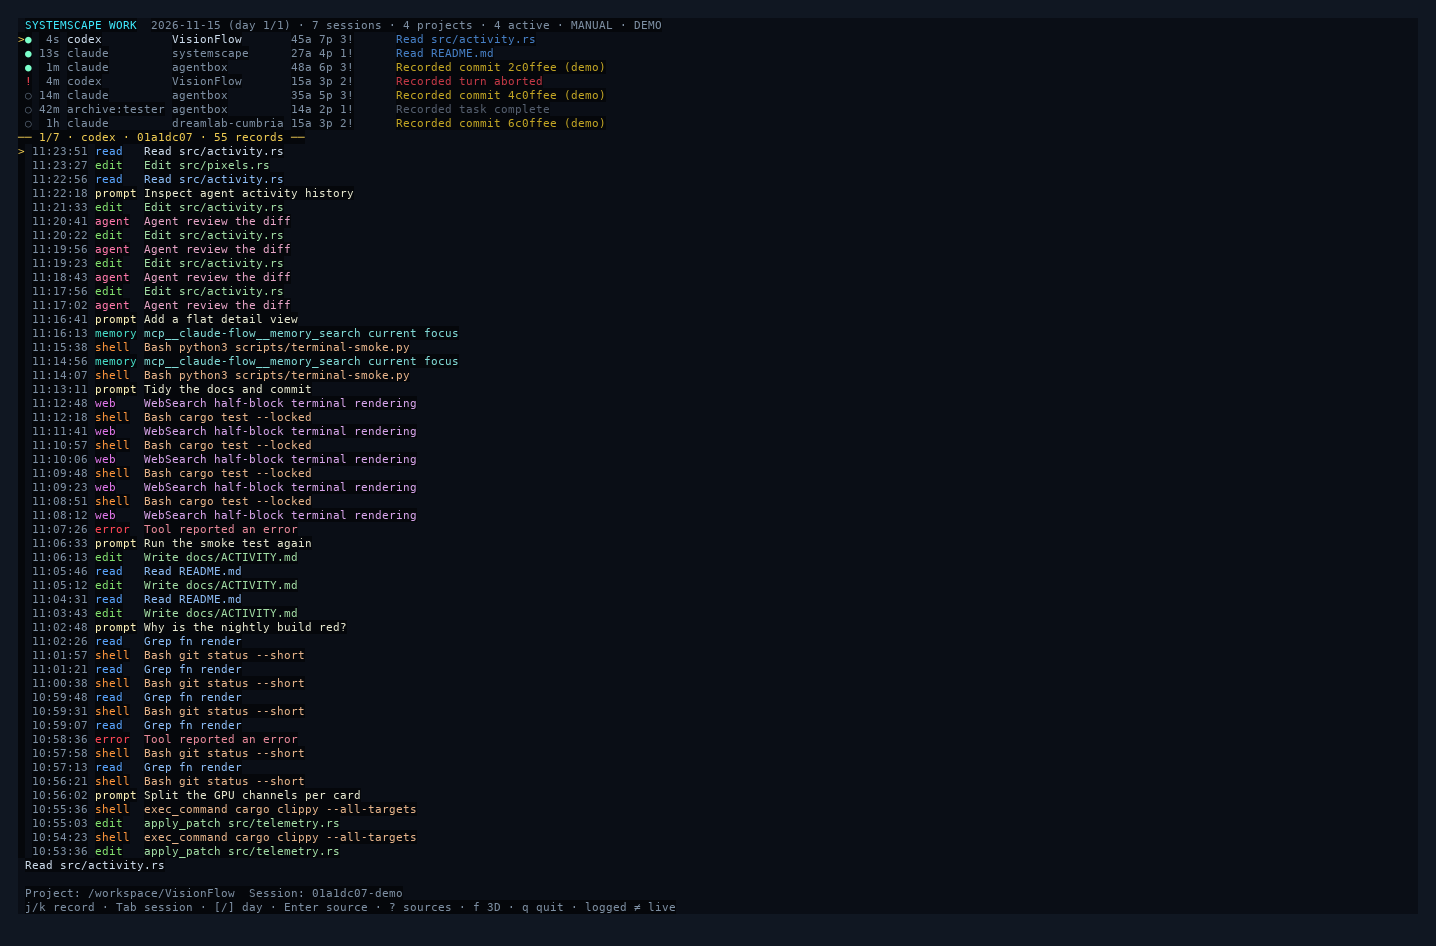 SYSTEMSCAPE WORK  2026-11-15 (day 1/1) · 7 sessions · 4 projects · 4 active · MANUAL · DEMO
>●  4s codex          VisionFlow       45a 7p 3!      Read src/activity.rs
● 13s claude         systemscape      27a 4p 1!      Read README.md
●  1m claude         agentbox         48a 6p 3!      Recorded commit 2c0ffee (demo)
!  4m codex          VisionFlow       15a 3p 2!      Recorded turn aborted
○ 14m claude         agentbox         35a 5p 3!      Recorded commit 4c0ffee (demo)
○ 42m archive:tester agentbox         14a 2p 1!      Recorded task complete
○  1h claude         dreamlab-cumbria 15a 3p 2!      Recorded commit 6c0ffee (demo)
── 1/7 · codex · 01a1dc07 · 55 records ──
> 11:23:51 read   Read src/activity.rs
11:23:27 edit   Edit src/pixels.rs
11:22:56 read   Read src/activity.rs
11:22:18 prompt Inspect agent activity history
11:21:33 edit   Edit src/activity.rs
11:20:41 agent  Agent review the diff
11:20:22 edit   Edit src/activity.rs
11:19:56 agent  Agent review the diff
11:19:23 edit   Edit src/activity.rs
11:18:43 agent  Agent review the diff
11:17:56 edit   Edit src/activity.rs
11:17:02 agent  Agent review the diff
11:16:41 prompt Add a flat detail view
11:16:13 memory mcp__claude-flow__memory_search current focus
11:15:38 shell  Bash python3 scripts/terminal-smoke.py
11:14:56 memory mcp__claude-flow__memory_search current focus
11:14:07 shell  Bash python3 scripts/terminal-smoke.py
11:13:11 prompt Tidy the docs and commit
11:12:48 web    WebSearch half-block terminal rendering
11:12:18 shell  Bash cargo test --locked
11:11:41 web    WebSearch half-block terminal rendering
11:10:57 shell  Bash cargo test --locked
11:10:06 web    WebSearch half-block terminal rendering
11:09:48 shell  Bash cargo test --locked
11:09:23 web    WebSearch half-block terminal rendering
11:08:51 shell  Bash cargo test --locked
11:08:12 web    WebSearch half-block terminal rendering
11:07:26 error  Tool reported an error
11:06:33 prompt Run the smoke test again
11:06:13 edit   Write docs/ACTIVITY.md
11:05:46 read   Read README.md
11:05:12 edit   Write docs/ACTIVITY.md
11:04:31 read   Read README.md
11:03:43 edit   Write docs/ACTIVITY.md
11:02:48 prompt Why is the nightly build red?
11:02:26 read   Grep fn render
11:01:57 shell  Bash git status --short
11:01:21 read   Grep fn render
11:00:38 shell  Bash git status --short
10:59:48 read   Grep fn render
10:59:31 shell  Bash git status --short
10:59:07 read   Grep fn render
10:58:36 error  Tool reported an error
10:57:58 shell  Bash git status --short
10:57:13 read   Grep fn render
10:56:21 shell  Bash git status --short
10:56:02 prompt Split the GPU channels per card
10:55:36 shell  exec_command cargo clippy --all-targets
10:55:03 edit   apply_patch src/telemetry.rs
10:54:23 shell  exec_command cargo clippy --all-targets
10:53:36 edit   apply_patch src/telemetry.rs
Read src/activity.rs
Project: /workspace/VisionFlow  Session: 01a1dc07-demo
j/k record · Tab session · [/] day · Enter source · ? sources · f 3D · q quit · logged ≠ live